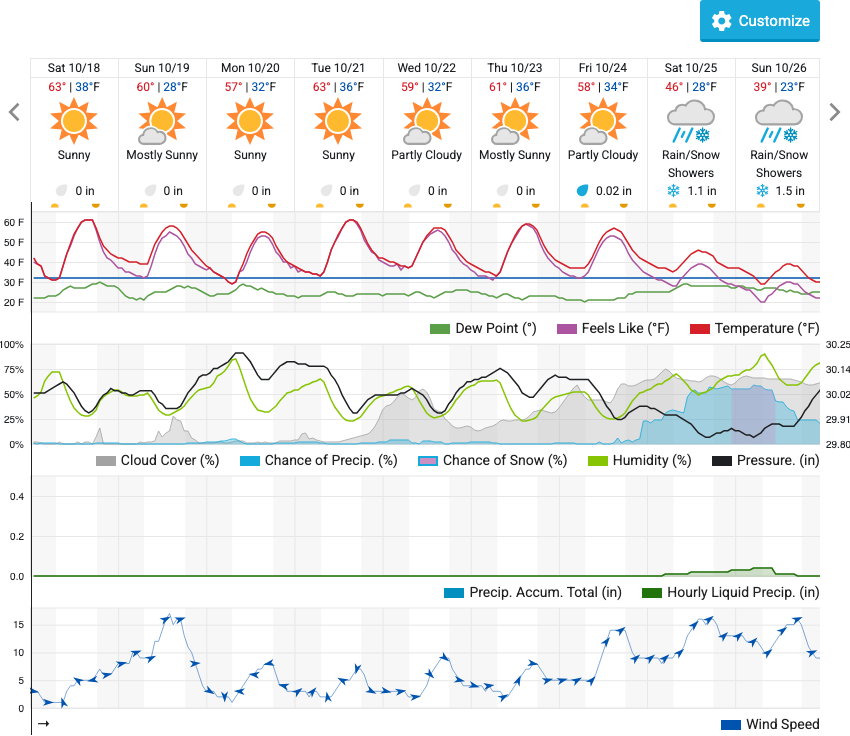 Customize
Sat 10/18 Sun 10/19 Mon 10/20 Tue 10/21 Wed 10/22 Thu 10/23 Fri 10/24 Sat 10/25 Sun 10/26
63° | 38°F 60° | 28°F 57° | 32°F 63° | 36°F 59° | 32°F 61° | 36°F 58° | 34°F 46° | 28°F 39° | 23°F
Sunny Mostly Sunny Sunny Sunny Partly Cloudy Mostly Sunny Partly Cloudy Rain/Snow Rain/Snow
Showers Showers
0 in 0 in 0 in 0 in 0 in 0 in 0.02 in 1.1 in 1.5 in
60 F
50 F
40 F
30 F
20 F
Dew Point (°) Feels Like (°F) Temperature (°F)
100% 30.25
75% 30.14
50% 30.02
25% 29.91
0% 29.80
Cloud Cover (%) Chance of Precip. (%) Chance of Snow (%) Humidity (%) Pressure. (in)
0.4
0.2
0.0
Precip. Accum. Total (in) Hourly Liquid Precip. (in)
15
10
5
0
Wind Speed